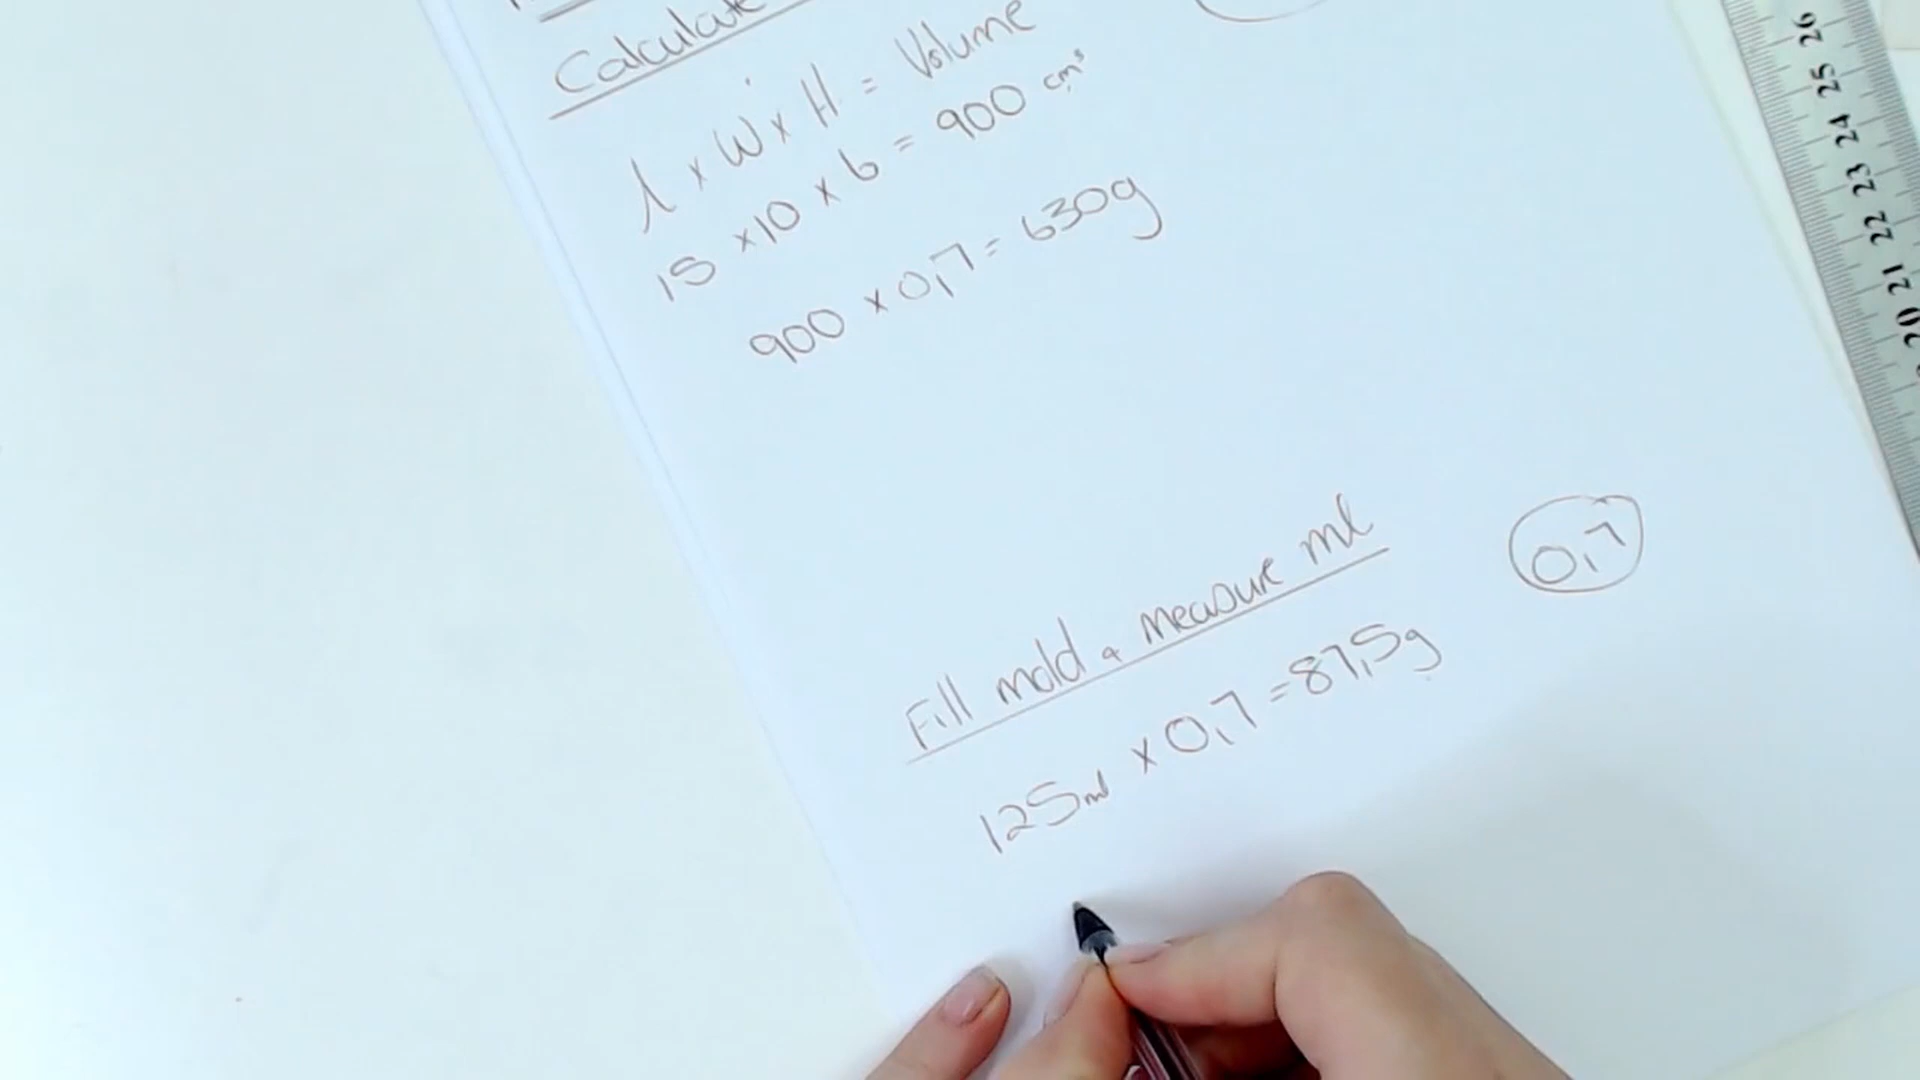 Calculate
l x W x H = Volume
15 x 10 x 6 = 900 cm³
900 x 0,7 = 630g
Fill mold & measure ml
0,7
125ml x 0,7 = 87,5g
26
25
24
23
22
21
20